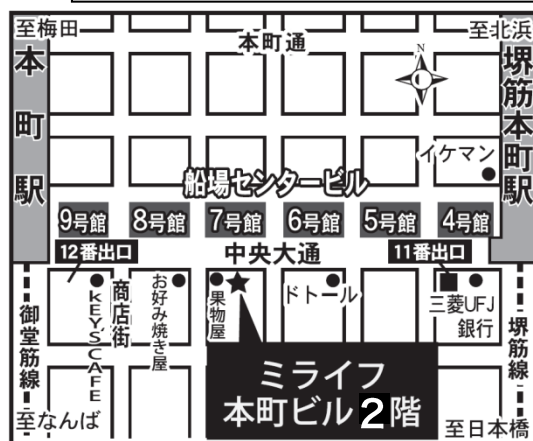 至梅田
本町通
至北浜
本町駅
N
堺筋本町駅
イケマン
船場センタービル
9号館
8号館
7号館
6号館
5号館
4号館
12番出口
中央大通
11番出口
御堂筋線
KEY'S CAFE
商店街
お好み焼き屋
果物屋
ドトール
三菱UFJ
銀行
堺筋線
ミライフ
本町ビル 2階
至なんば
至日本橋